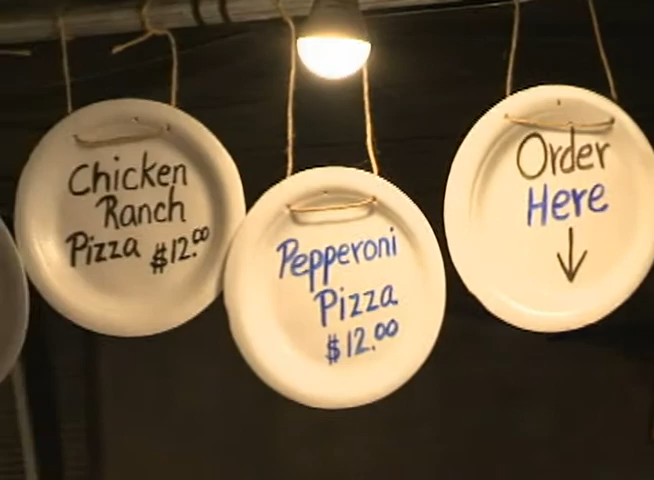 Chicken
Ranch
Pizza $12.00
Pepperoni
Pizza
$12.00
Order
Here